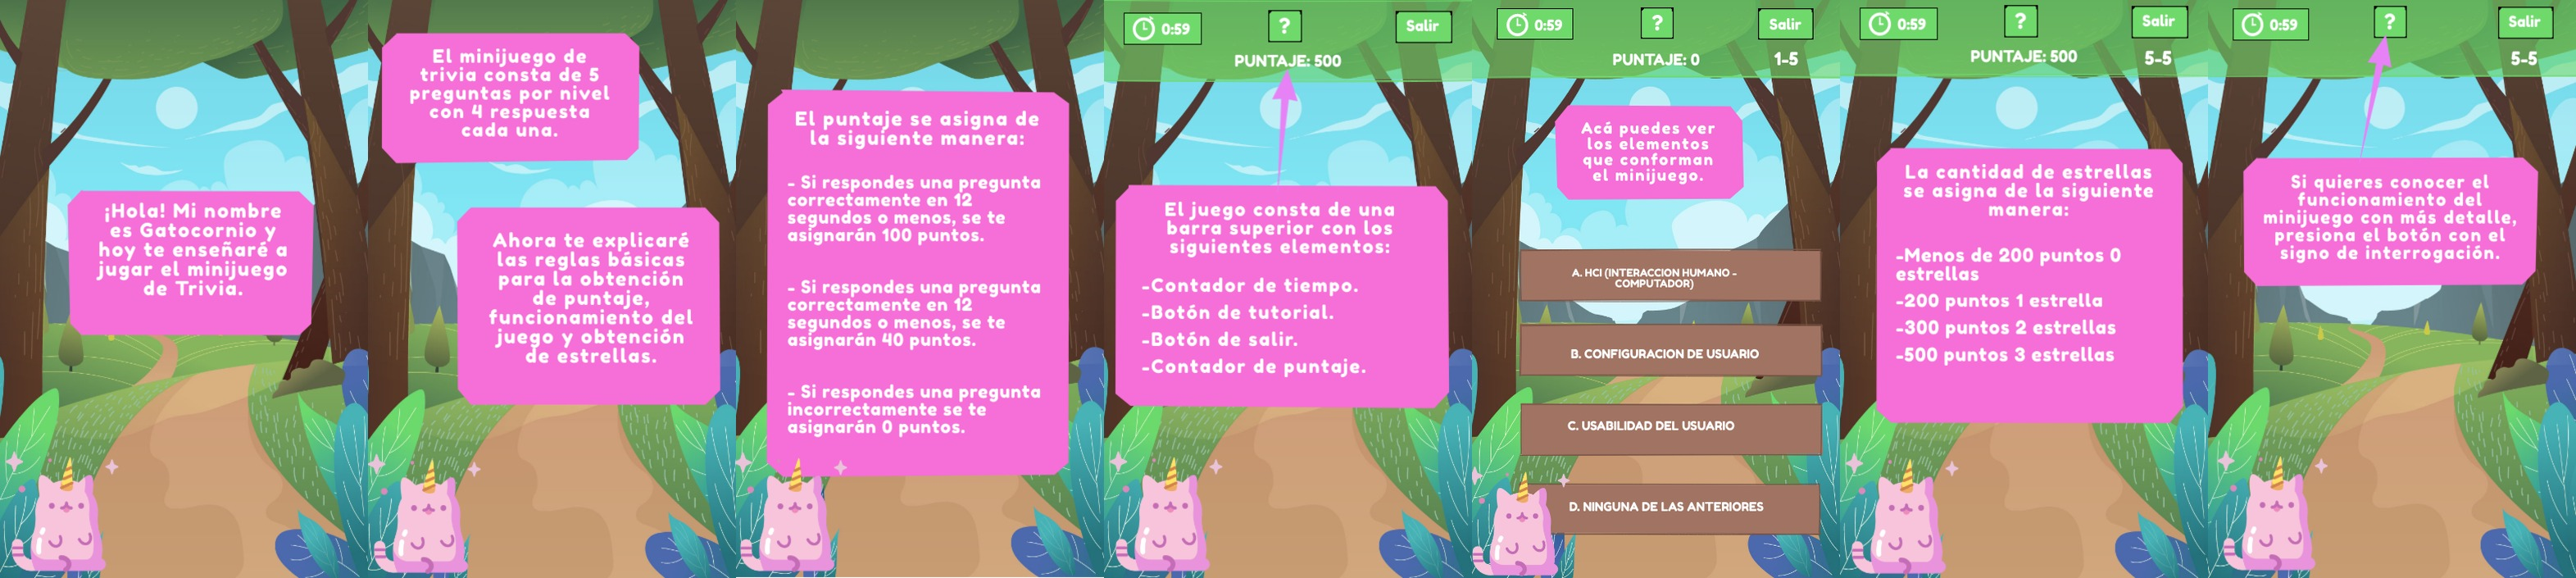 ¡Hola! Mi nombre
es Gatocornio y
hoy te enseñaré a
jugar el minijuego
de Trivia.
El minijuego de
trivia consta de 5
preguntas por nivel
con 4 respuesta
cada una.
Ahora te explicaré
las reglas básicas
para la obtención
de puntaje,
funcionamiento del
juego y obtención
de estrellas.
El puntaje se asigna de
la siguiente manera:
- Si respondes una pregunta
correctamente en 12
segundos o menos, se te
asignarán 100 puntos.
- Si respondes una pregunta
correctamente en 12
segundos o menos, se te
asignarán 40 puntos.
- Si respondes una pregunta
incorrectamente se te
asignarán 0 puntos.
0:59
?
Salir
PUNTAJE: 500
El juego consta de una
barra superior con los
siguientes elementos:
-Contador de tiempo.
-Botón de tutorial.
-Botón de salir.
-Contador de puntaje.
0:59
?
Salir
PUNTAJE: 0
1-5
Acá puedes ver
los elementos
que conforman
el minijuego.
A. HCI (INTERACCION HUMANO -
COMPUTADOR)
B. CONFIGURACION DE USUARIO
C. USABILIDAD DEL USUARIO
D. NINGUNA DE LAS ANTERIORES
0:59
?
Salir
PUNTAJE: 500
5-5
La cantidad de estrellas
se asigna de la siguiente
manera:
-Menos de 200 puntos 0
estrellas
-200 puntos 1 estrella
-300 puntos 2 estrellas
-500 puntos 3 estrellas
0:59
?
Salir
5-5
Si quieres conocer el
funcionamiento del
minijuego con más detalle,
presiona el botón con el
signo de interrogación.